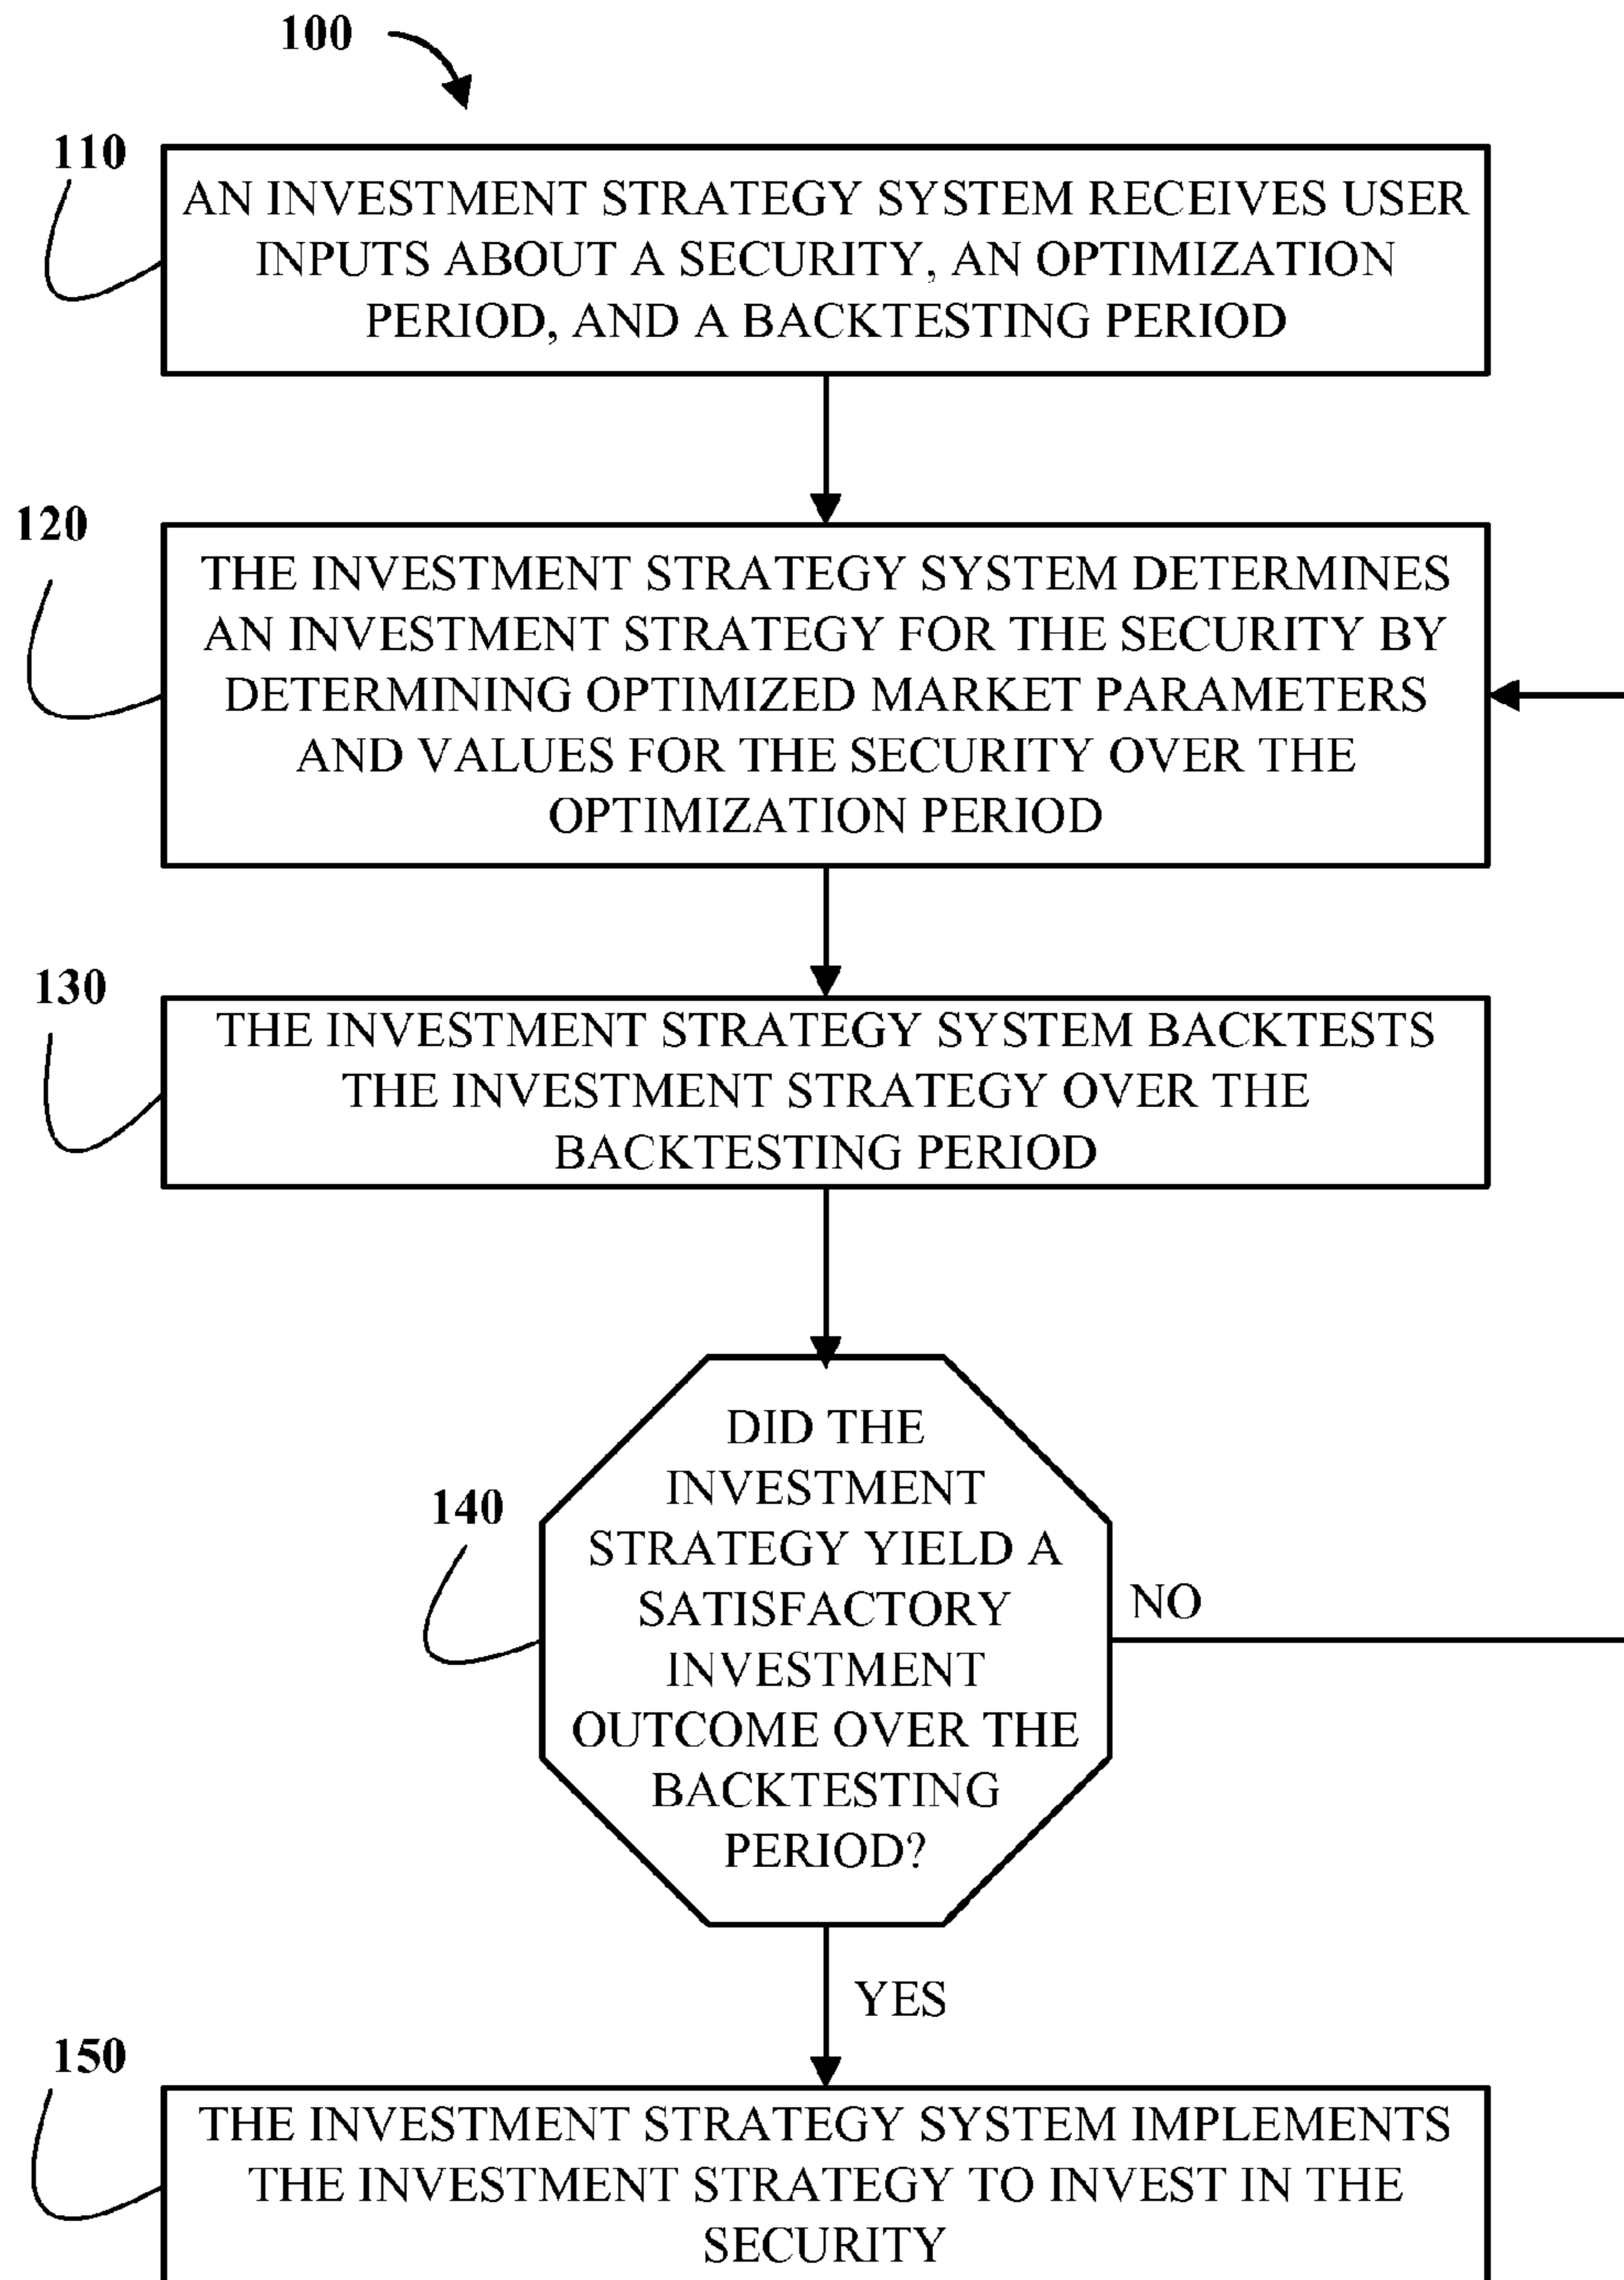 100
110
AN INVESTMENT STRATEGY SYSTEM RECEIVES USER
INPUTS ABOUT A SECURITY, AN OPTIMIZATION
PERIOD, AND A BACKTESTING PERIOD
120
THE INVESTMENT STRATEGY SYSTEM DETERMINES
AN INVESTMENT STRATEGY FOR THE SECURITY BY
DETERMINING OPTIMIZED MARKET PARAMETERS
AND VALUES FOR THE SECURITY OVER THE
OPTIMIZATION PERIOD
130
THE INVESTMENT STRATEGY SYSTEM BACKTESTS
THE INVESTMENT STRATEGY OVER THE
BACKTESTING PERIOD
140
DID THE
INVESTMENT
STRATEGY YIELD A
SATISFACTORY
INVESTMENT
OUTCOME OVER THE
BACKTESTING
PERIOD?
NO
YES
150
THE INVESTMENT STRATEGY SYSTEM IMPLEMENTS
THE INVESTMENT STRATEGY TO INVEST IN THE
SECURITY